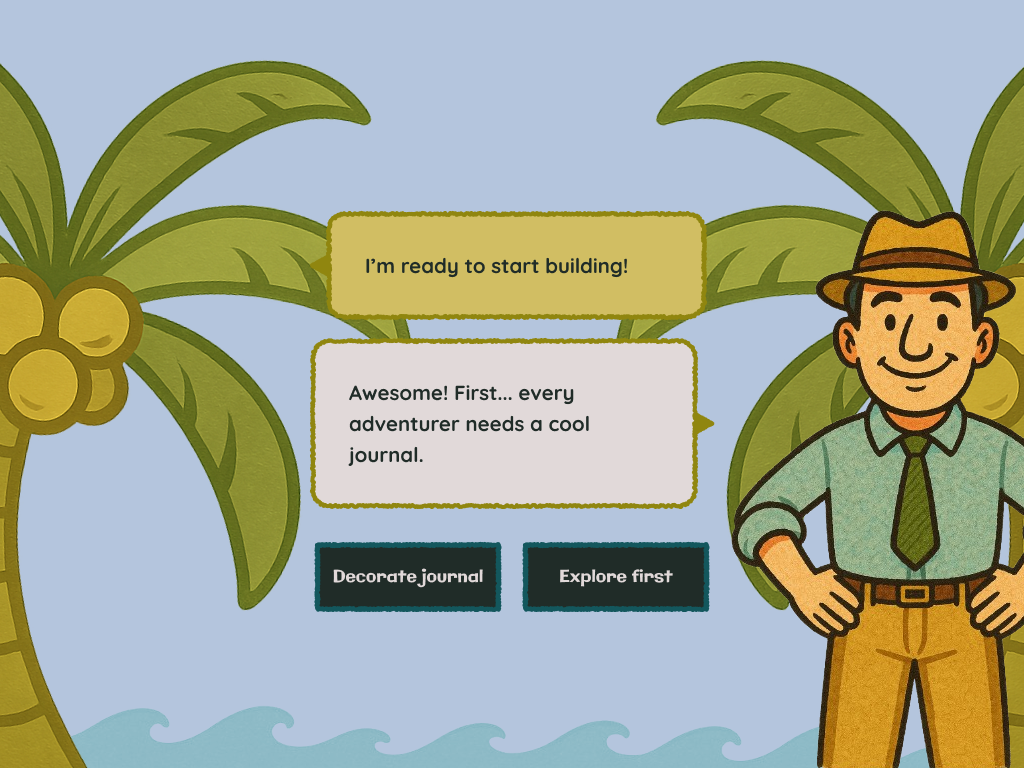 I’m ready to start building!
Awesome! First... every
adventurer needs a cool
journal.
Decorate journal
Explore first